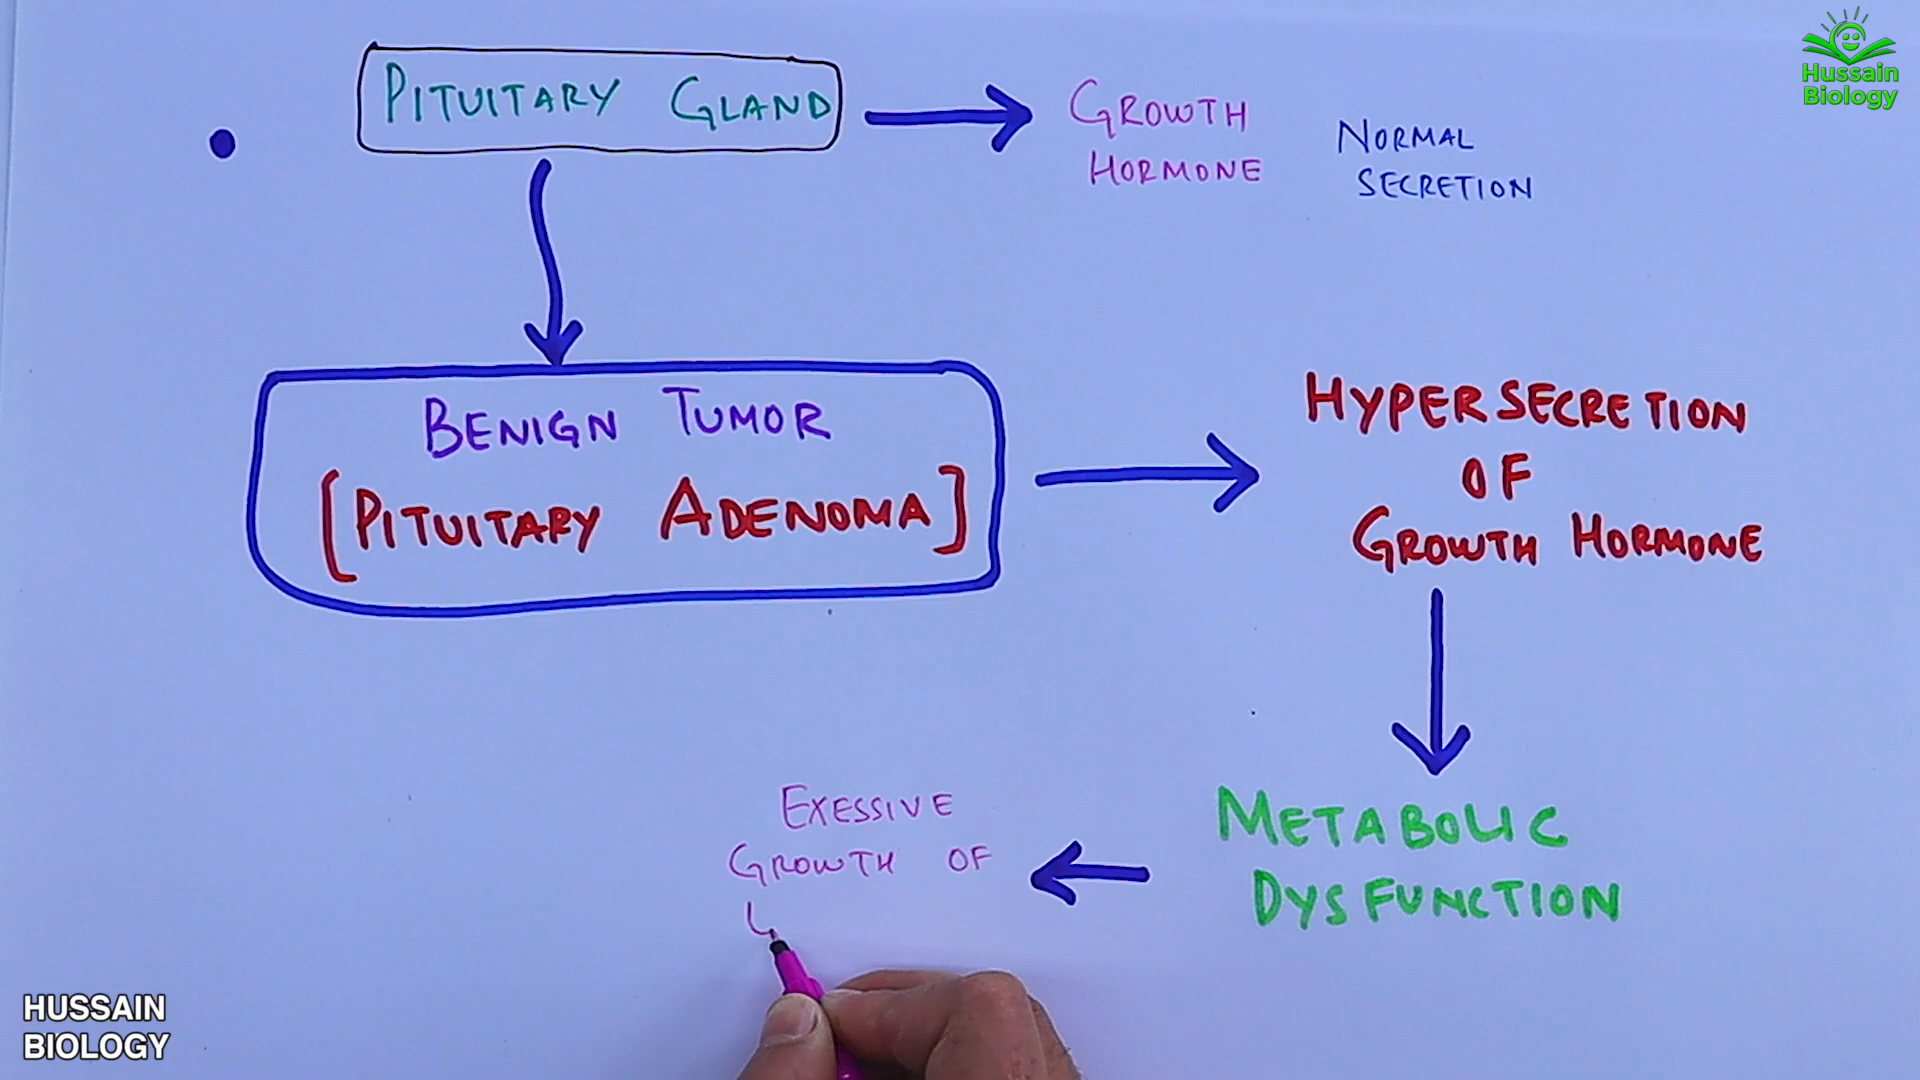 Hussain
Biology
PITUITARY GLAND
GROWTH
HORMONE
NORMAL
SECRETION
BENIGN TUMOR
[PITUITARY ADENOMA]
HYPERSECRETION
OF
GROWTH HORMONE
METABOLIC
DYSFUNCTION
EXESSIVE
GROWTH OF
HUSSAIN
BIOLOGY